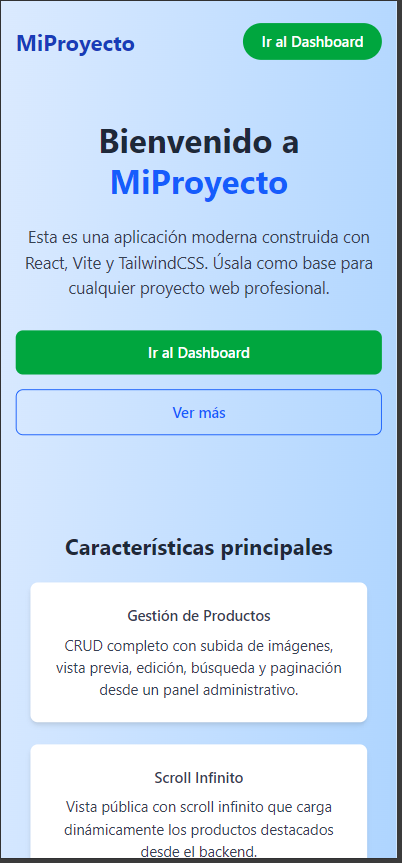 MiProyecto
Ir al Dashboard
Bienvenido a
MiProyecto
Esta es una aplicación moderna construida con
React, Vite y TailwindCSS. Úsala como base para
cualquier proyecto web profesional.
Ir al Dashboard
Ver más
Características principales
Gestión de Productos
CRUD completo con subida de imágenes,
vista previa, edición, búsqueda y paginación
desde un panel administrativo.
Scroll Infinito
Vista pública con scroll infinito que carga
dinámicamente los productos destacados
desde el backend.